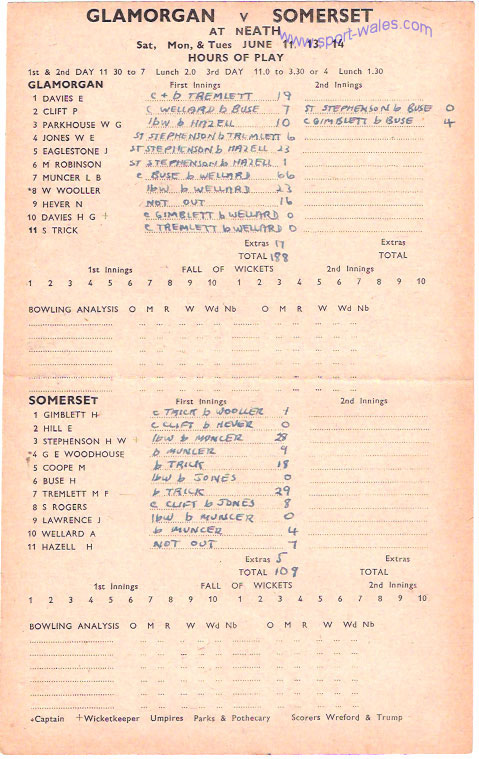 GLAMORGAN v SOMERSET
www.sport-wales.com
AT NEATH
Sat, Mon, & Tues JUNE 11. 13. 14
HOURS OF PLAY
1st & 2nd DAY 11 30 to 7 Lunch 2.0 3rd DAY 11.0 to 3.30 or 4 Lunch 1.30
GLAMORGAN First Innings 2nd Innings
1 DAVIES E C + b TREMLETT 19
2 CLIFT P C WELLARD b BUSE 7 ST STEPHENSON b BUSE 0
3 PARKHOUSE W G lbw b HAZELL 10 C GIMBLETT b BUSE 4
4 JONES W E ST STEPHENSON b TREMLETT 6
5 EAGLESTONE J ST STEPHENSON b HAZELL 23
6 M ROBINSON ST STEPHENSON b HAZELL 1
7 MUNCER L B C BUSE b WELLARD 66
*8 W WOOLLER lbw b WELLARD 23
9 HEVER N NOT OUT 16
10 DAVIES H G + C GIMBLETT b WELLARD 0
11 S TRICK C TREMLETT b WELLARD 0
Extras 17 Extras
TOTAL 188 TOTAL
1st Innings FALL OF WICKETS 2nd Innings
1 2 3 4 5 6 7 8 9 10 1 2 3 4 5 6 7 8 9 10
BOWLING ANALYSIS O M R W Wd Nb O M R W Wd Nb
SOMERSET First Innings 2nd Innings
1 GIMBLETT H C TRICK b WOOLLER 1
2 HILL E C CLIFT b HEVER 0
3 STEPHENSON H W + lbw b MUNCER 28
*4 G E WOODHOUSE b MUNCER 9
5 COOPE M b TRICK 18
6 BUSE H lbw b JONES 0
7 TREMLETT M F b TRICK 29
8 S ROGERS C CLIFT b JONES 8
9 LAWRENCE J lbw b MUNCER 0
10 WELLARD A b MUNCER 4
11 HAZELL H NOT OUT 7
Extras 5 Extras
TOTAL 109 TOTAL
1st Innings FALL OF WICKETS 2nd Innings
1 2 3 4 5 6 7 8 9 10 1 2 3 4 5 6 7 8 9 10
BOWLING ANALYSIS O M R W Wd Nb O M R W Wd Nb
*Captain +Wicketkeeper Umpires Parks & Pothecary Scorers Wreford & Trump